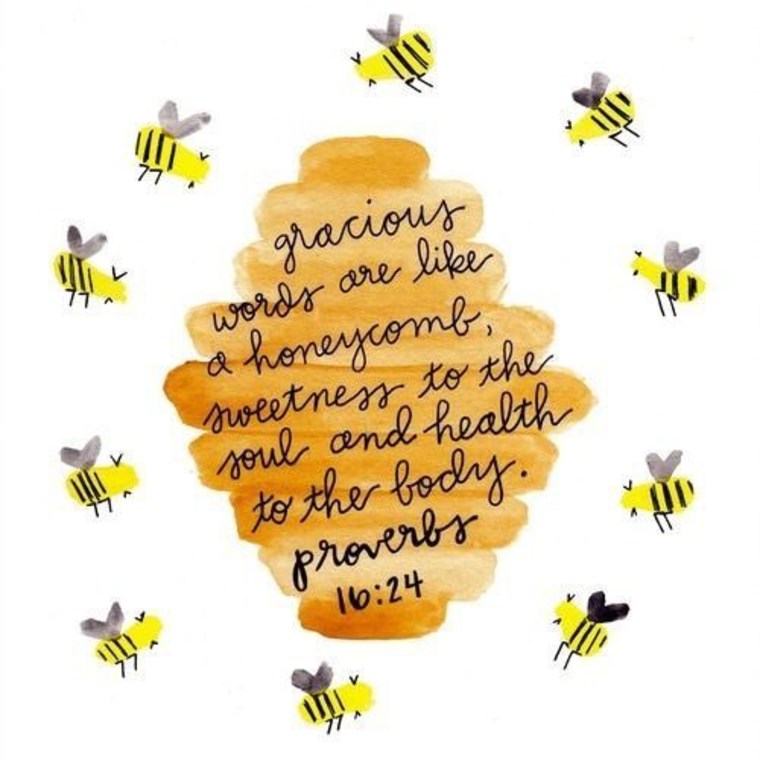 gracious
words are like
a honeycomb,
sweetness to the
soul and health
to the body.
proverbs
16:24